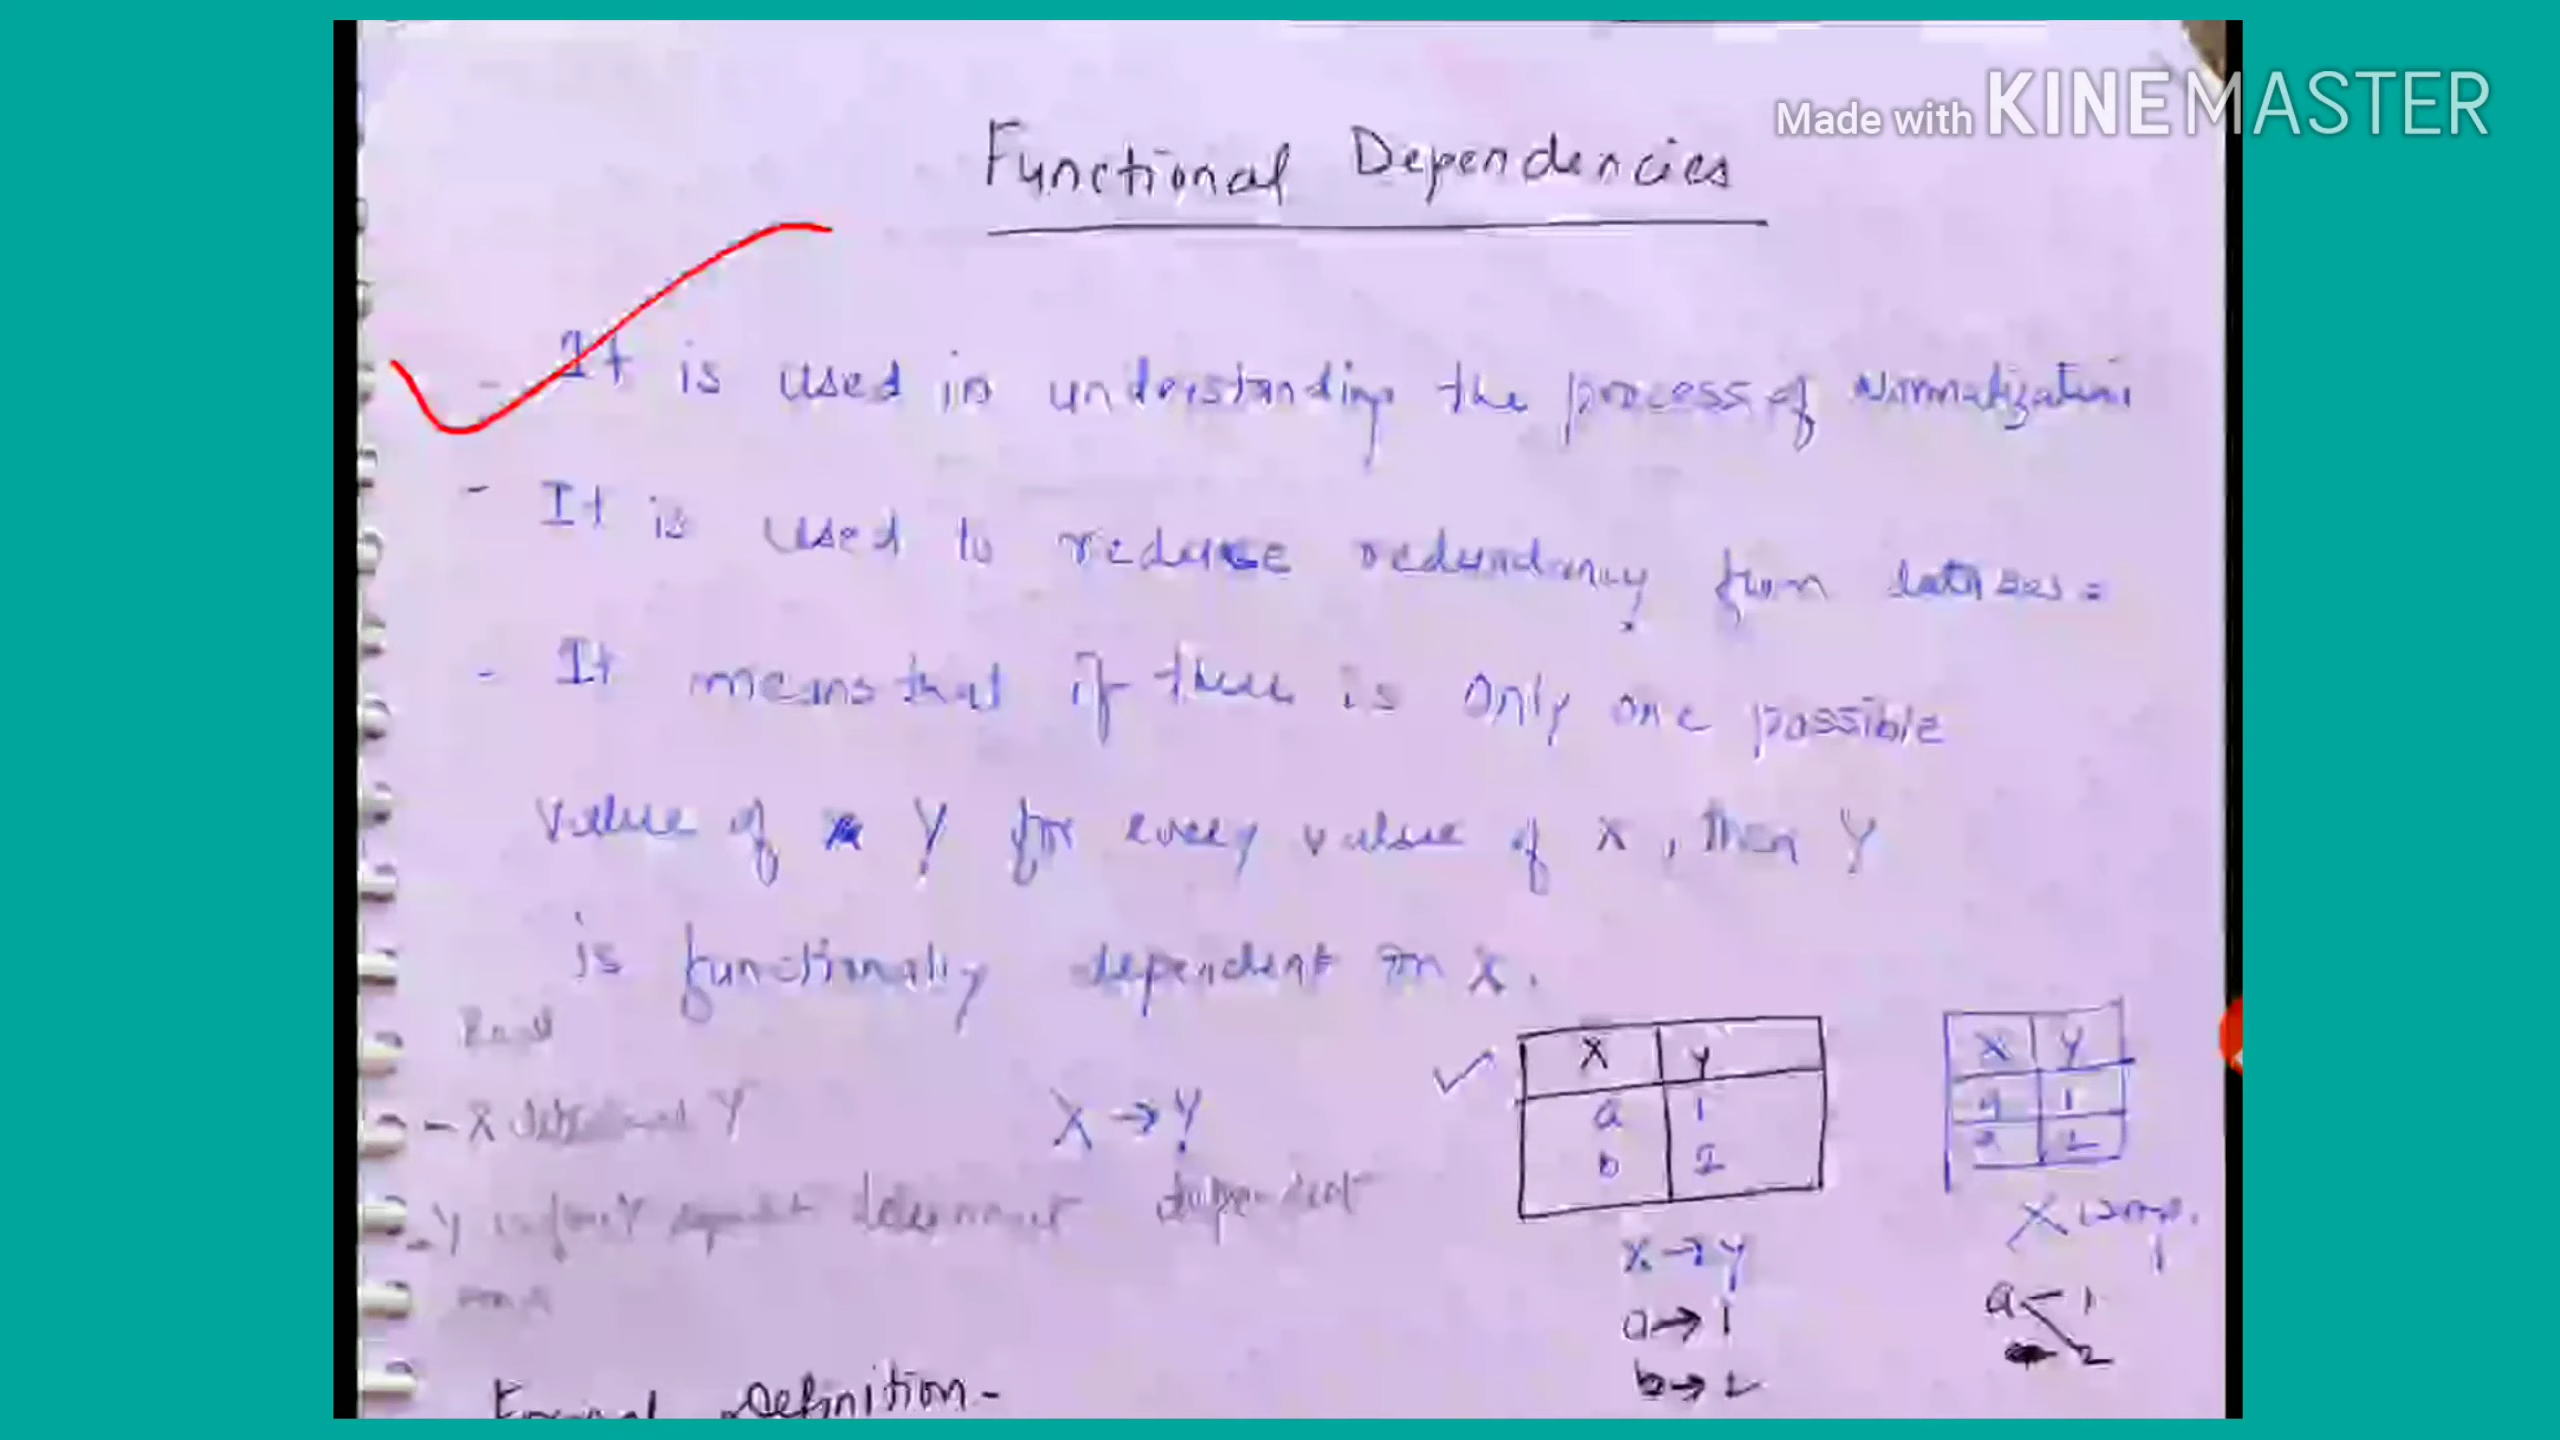 Made with KINEMASTER
Functional Dependencies
- It is used in understanding the process of Normalization
- It is used to reduce redundancy from
- It means that if there is only one possible
value of Y for every value of X, then Y
is functionally dependent on X.
- X Y
X → Y
- Y determinant dependent
X Y
a 1
b 2
X → Y
a → 1
b → 2
X Y
a 1
a 2
X
a 1
2
Formal Definition-